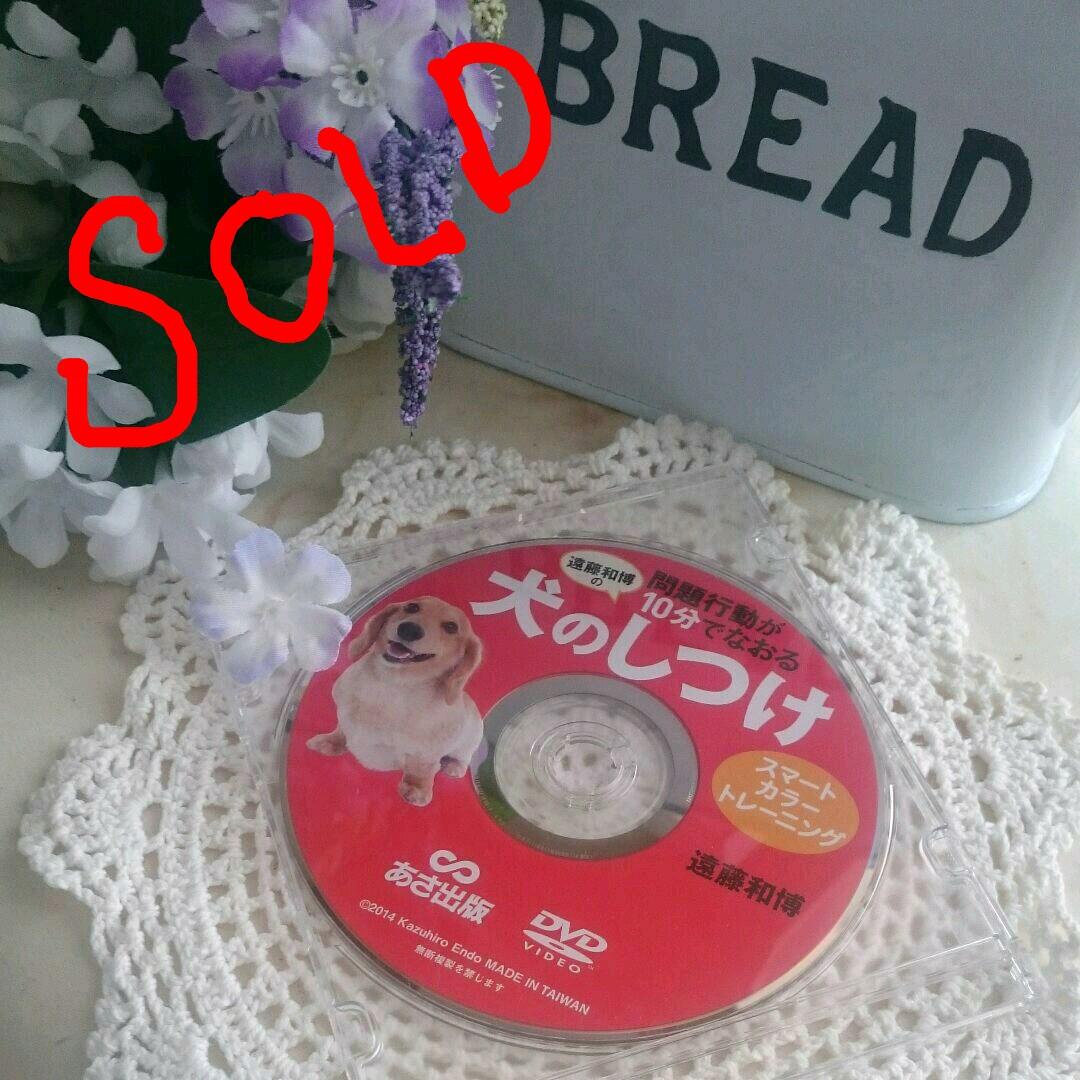 SOLD
BREAD
遠藤和博
の
問題行動が
10分でなおる
犬のしつけ
スマート
カラー
トレーニング
遠藤和博
あさ出版
DVD
VIDEO
©2014 Kazuhiro Endo MADE IN TAIWAN
無断複製を禁じます